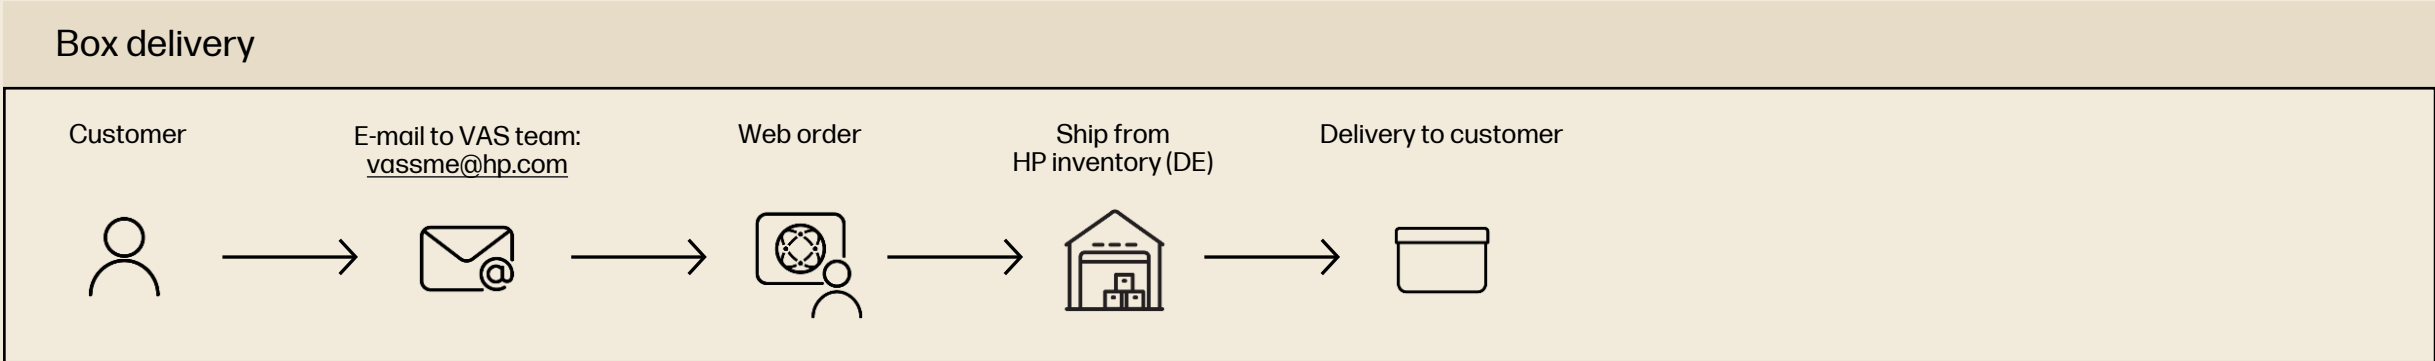 Box delivery
Customer
E-mail to VAS team:
vassme@hp.com
Web order
Ship from
HP inventory (DE)
Delivery to customer